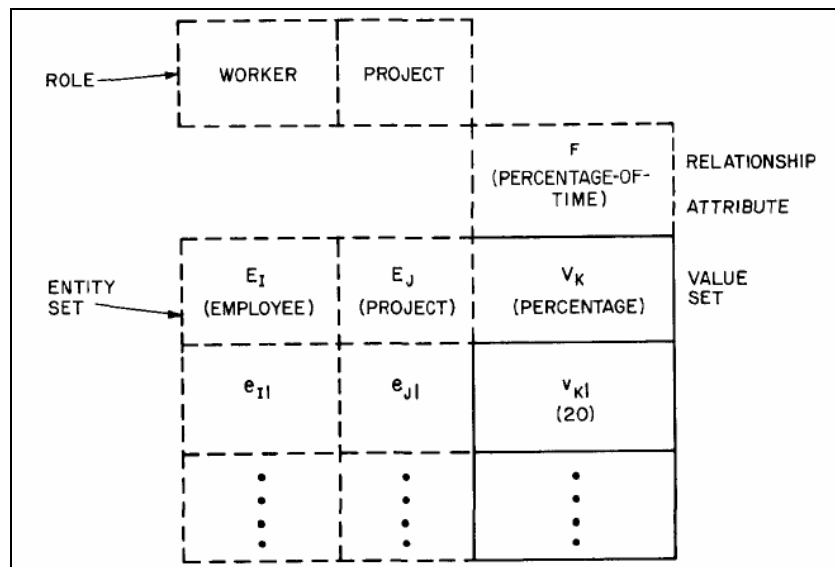 ROLE
WORKER
PROJECT
F
(PERCENTAGE-OF-
TIME)
RELATIONSHIP
ATTRIBUTE
ENTITY
SET
E_I
(EMPLOYEE)
E_J
(PROJECT)
V_K
(PERCENTAGE)
VALUE
SET
e_I1
e_J1
v_K1
(20)